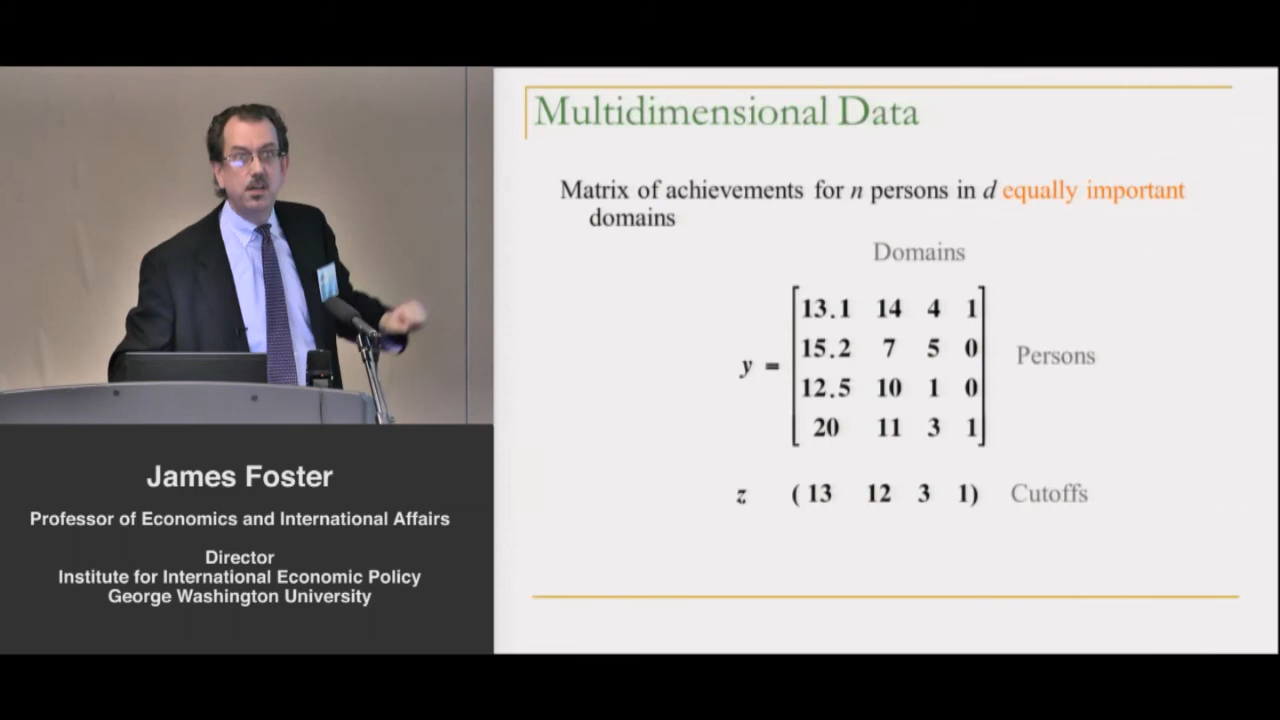 Multidimensional Data
Matrix of achievements for n persons in d equally important
domains
Domains
13.1 14 4 1
15.2 7 5 0
y =
Persons
12.5 10 1 0
20 11 3 1
z ( 13 12 3 1) Cutoffs
James Foster
Professor of Economics and International Affairs
Director
Institute for International Economic Policy
George Washington University